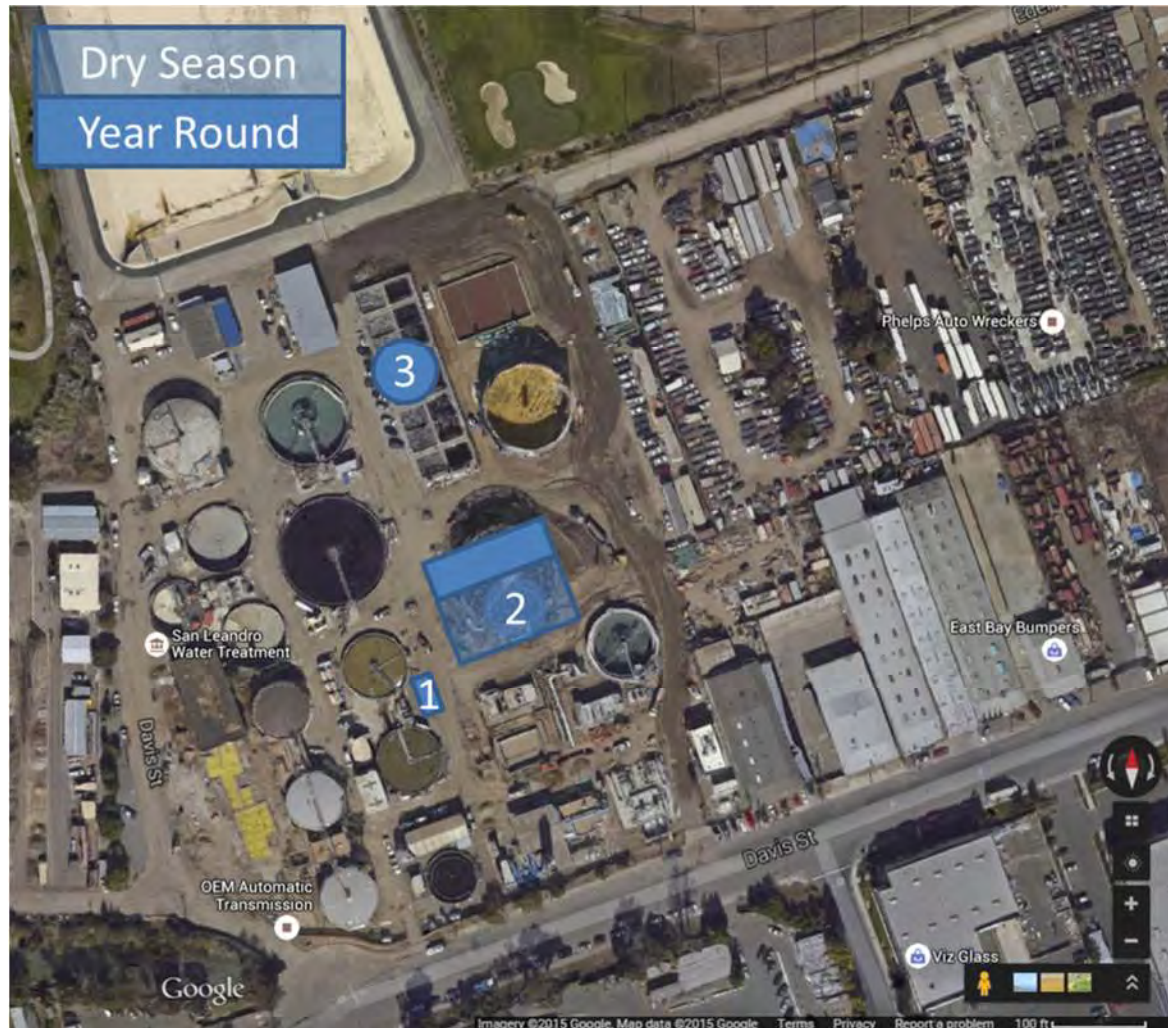 Dry Season
Year Round
Phelps Auto Wreckers
3
2
East Bay Bumpers
San Leandro
Water Treatment
1
Davis St
Davis St
OEM Automatic
Transmission
Viz Glass
Google
Imagery ©2015 Google, Map data ©2015 Google Terms Privacy Report a problem 100 ft